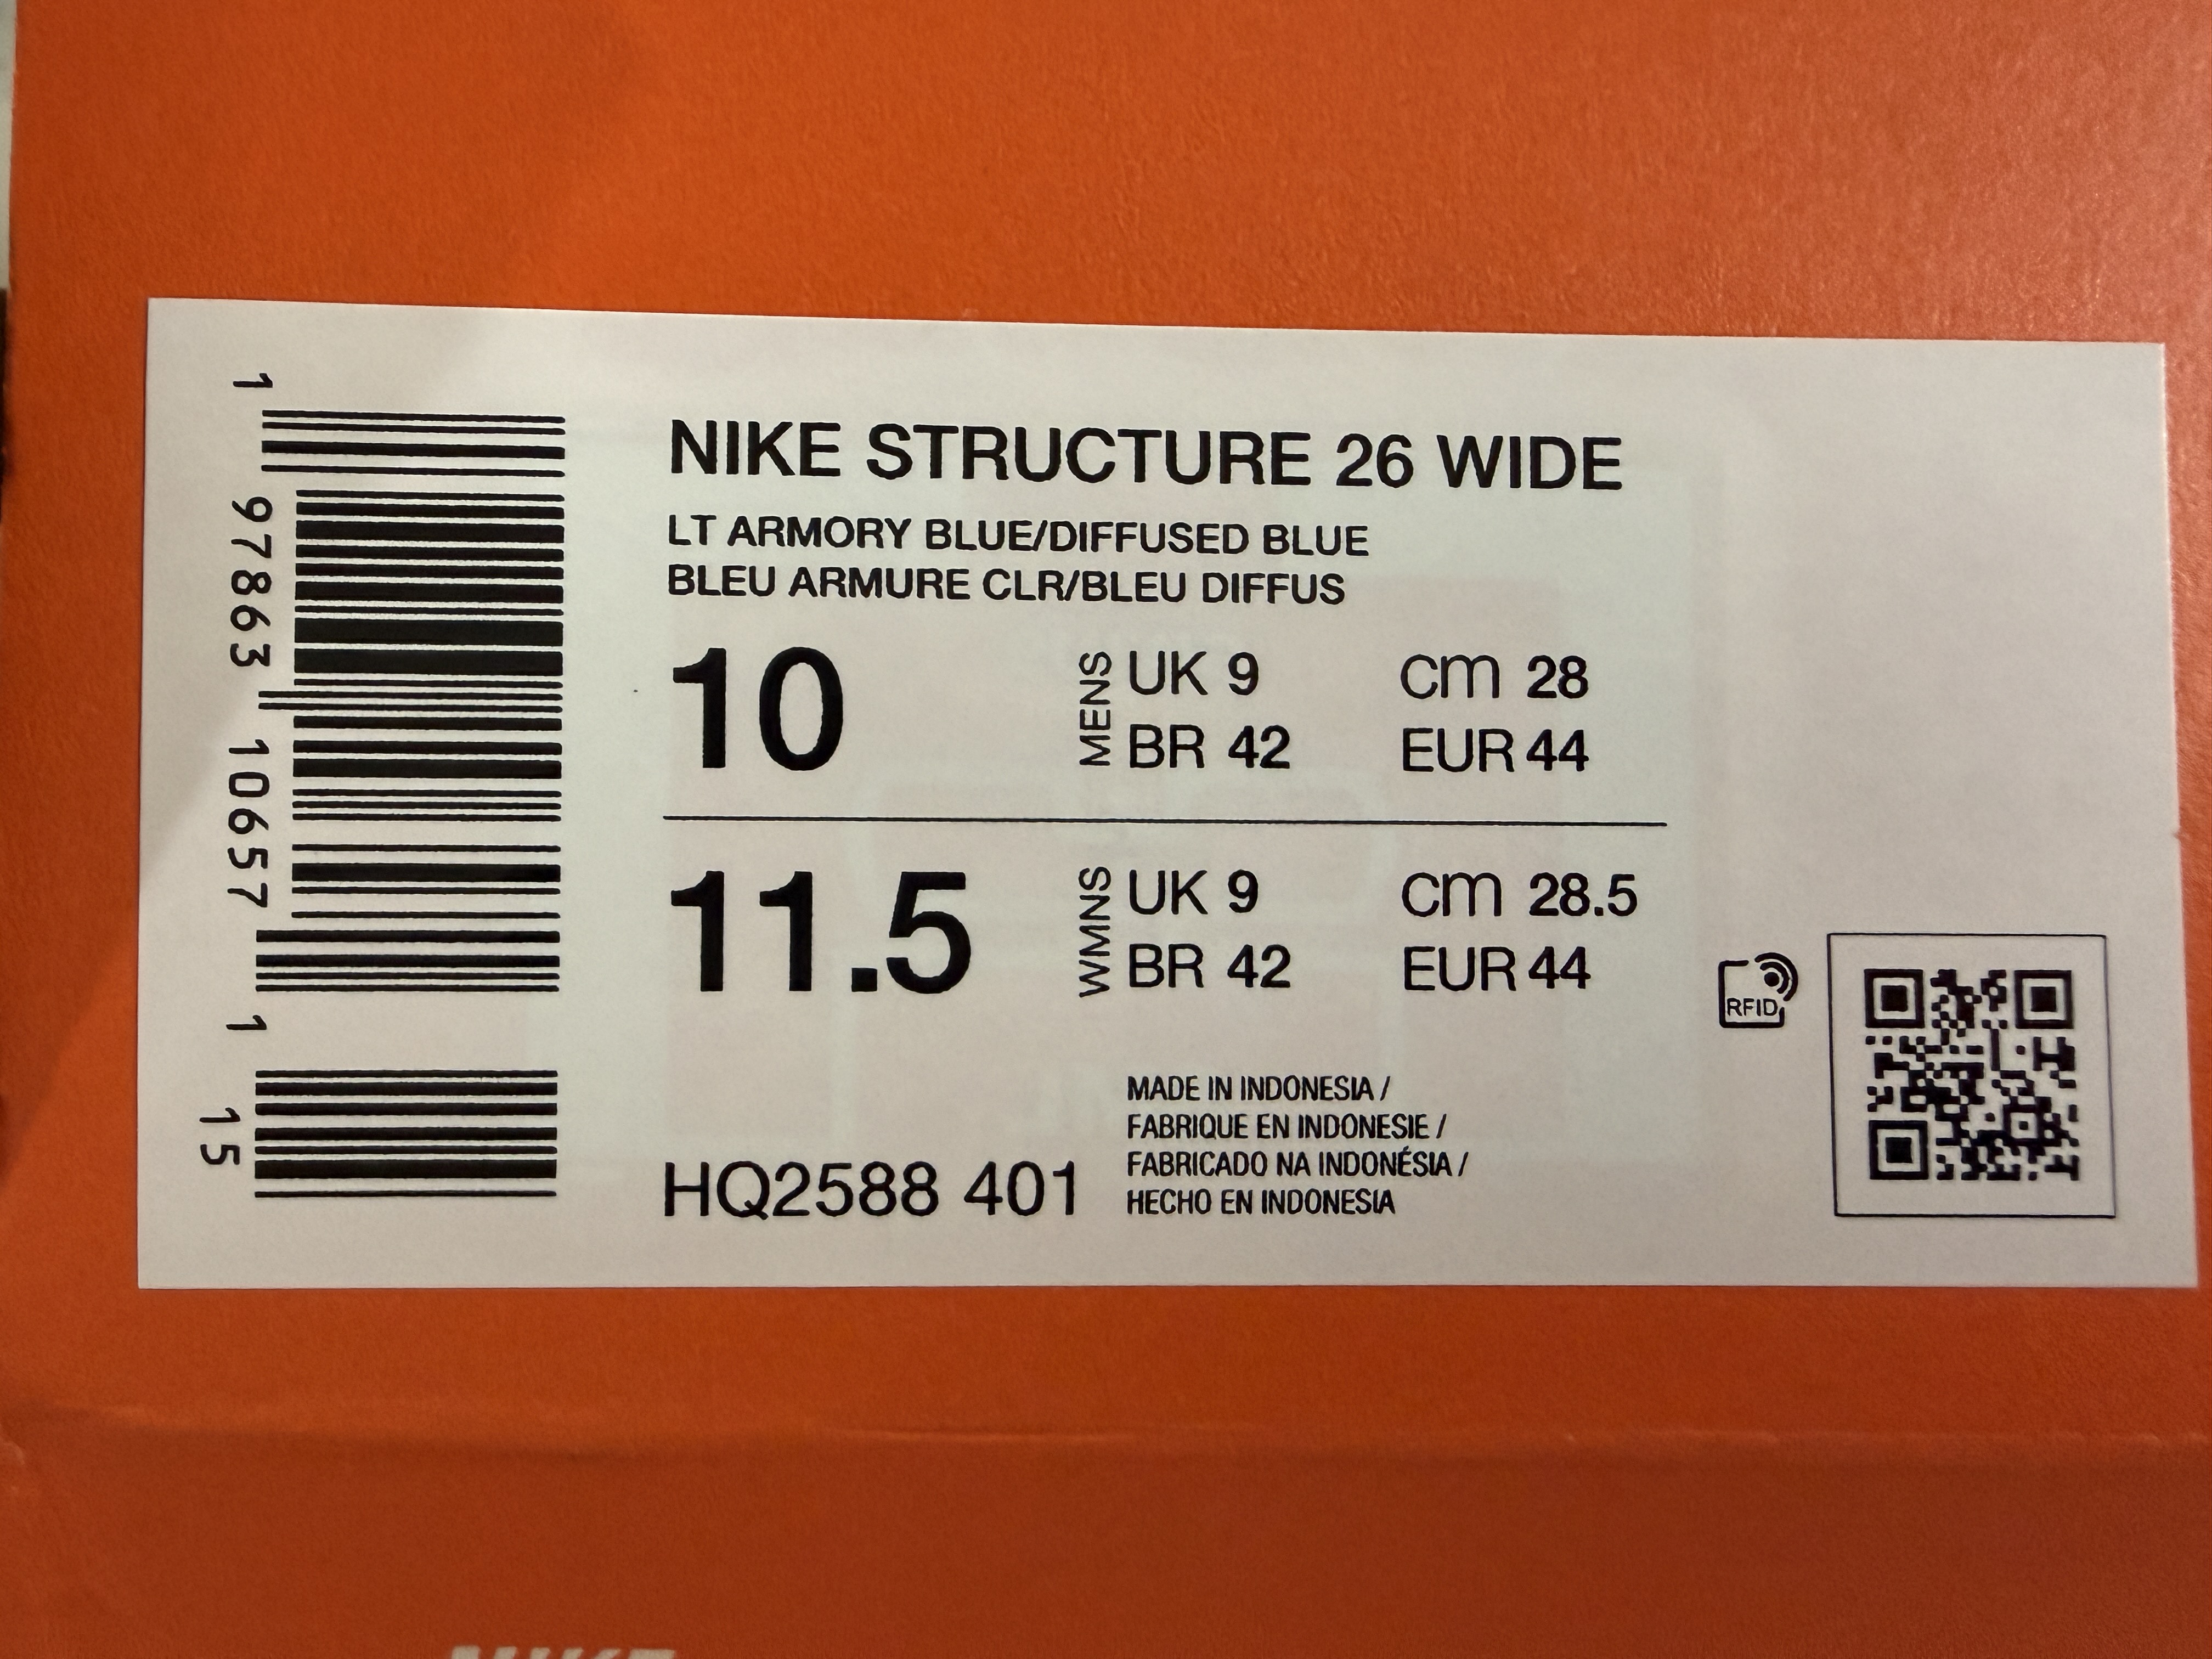 NIKE STRUCTURE 26 WIDE
LT ARMORY BLUE/DIFFUSED BLUE
BLEU ARMURE CLR/BLEU DIFFUS
10 MENS UK 9 CM 28
BR 42 EUR 44
11.5 WMNS UK 9 CM 28.5
BR 42 EUR 44
RFID
MADE IN INDONESIA /
FABRIQUE EN INDONESIE /
FABRICADO NA INDONÉSIA /
HECHO EN INDONESIA
HQ2588 401
1 97863 10657 1
15
NIKE